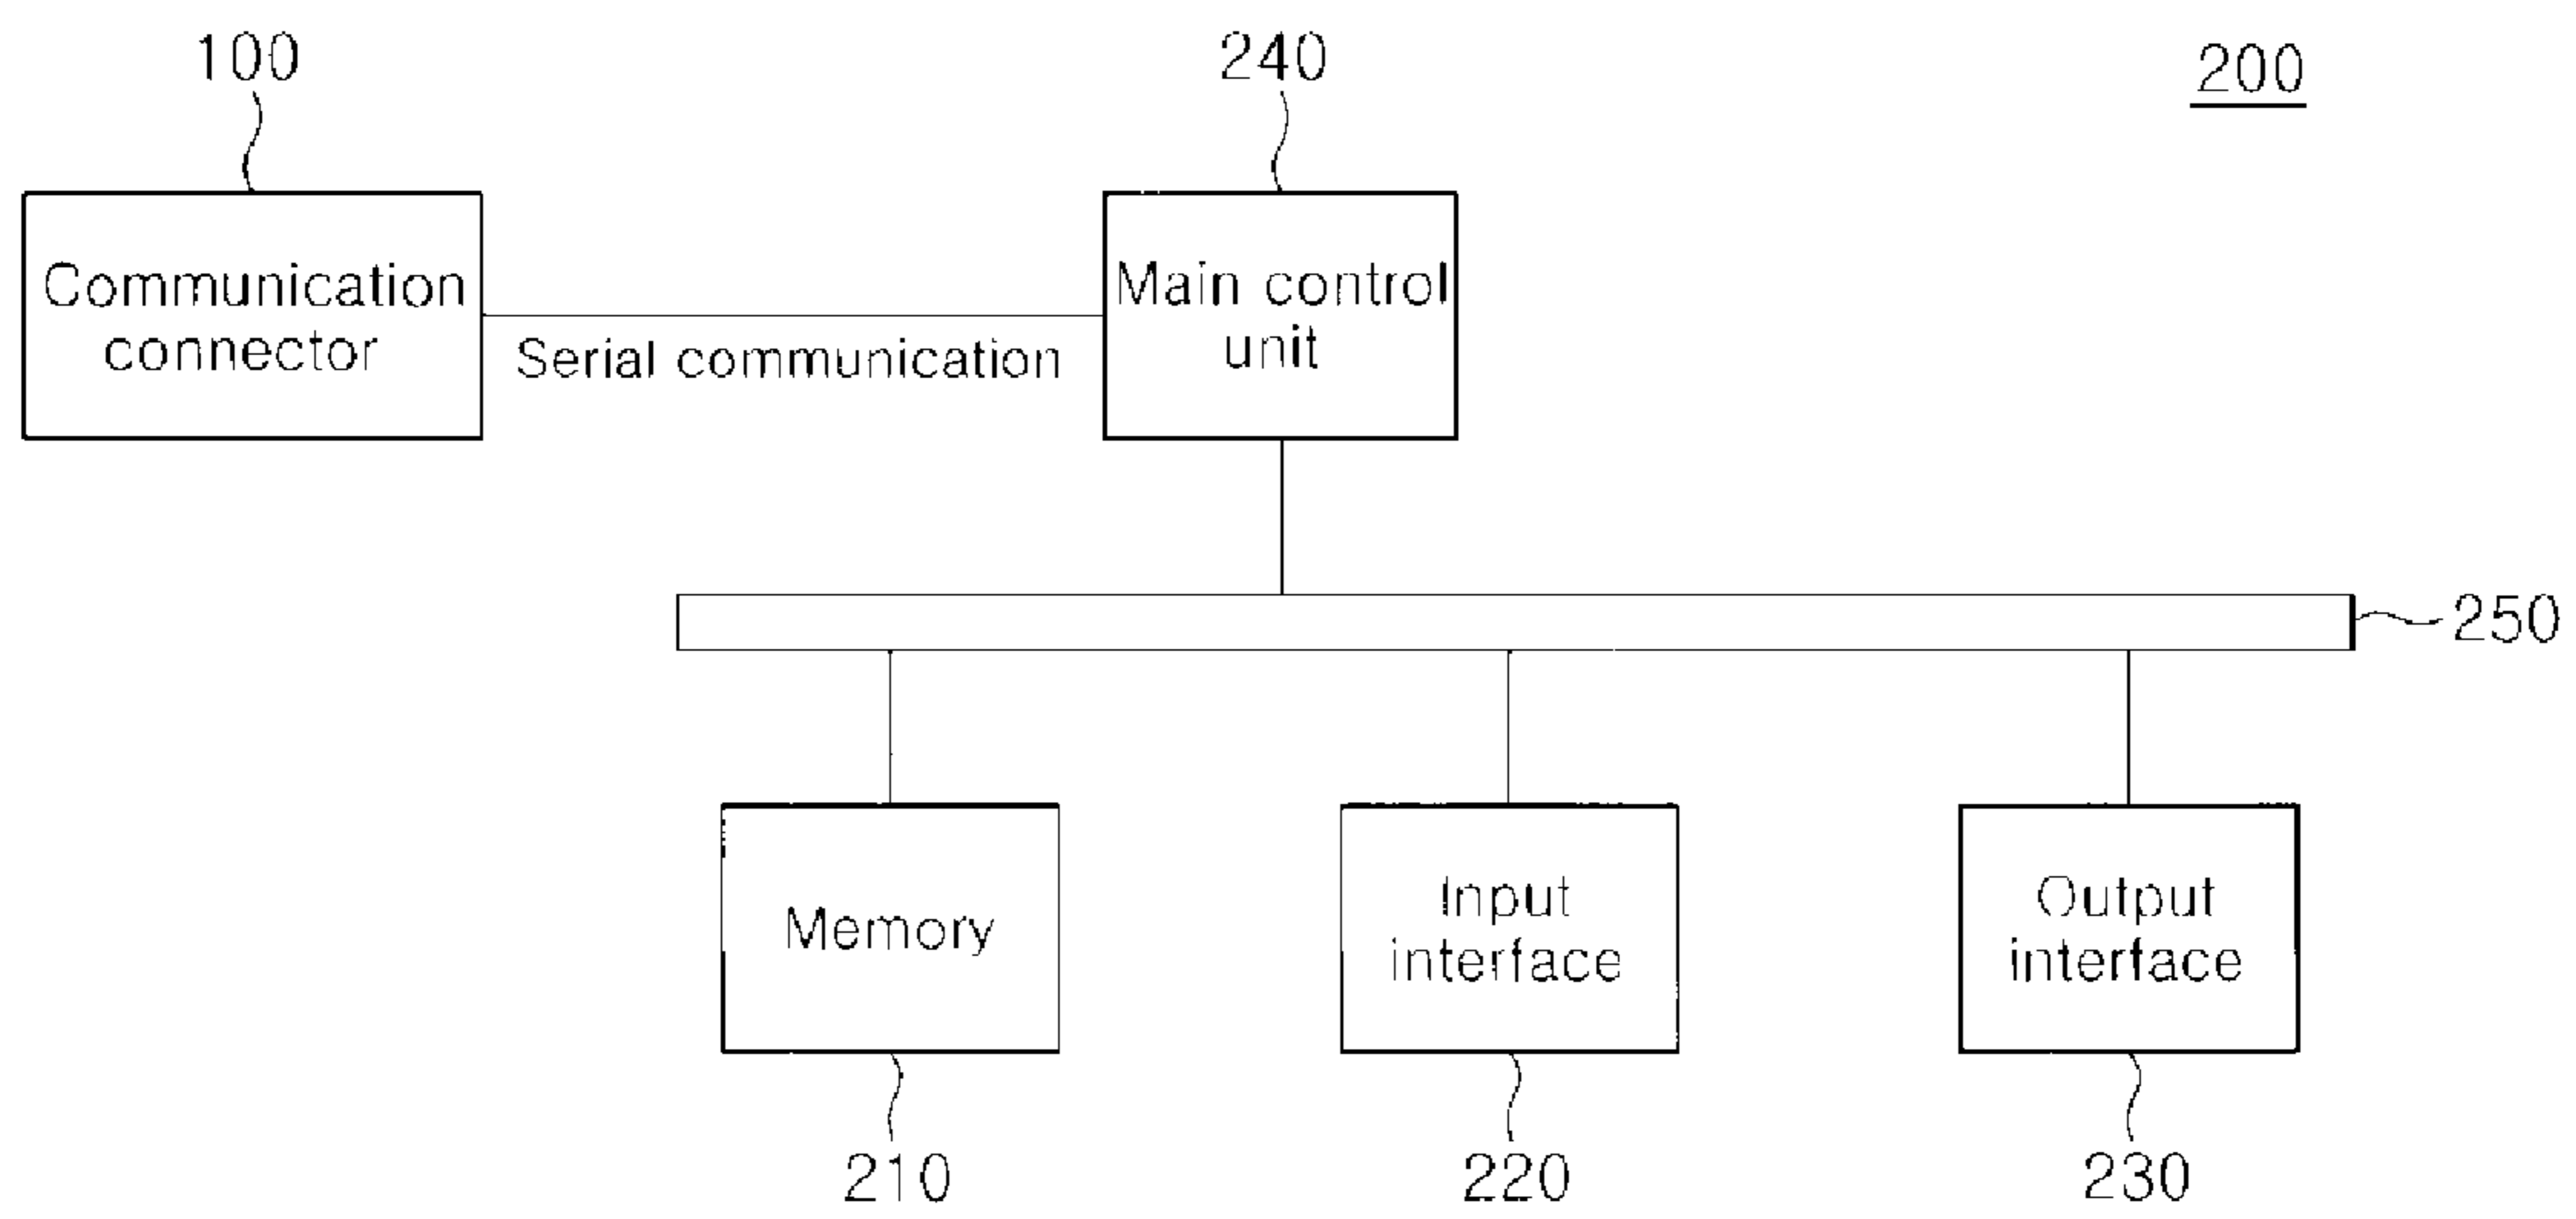 100
240
200
Communication
connector
Serial communication
Main control
unit
250
Memory
Input
interface
Output
interface
210
220
230